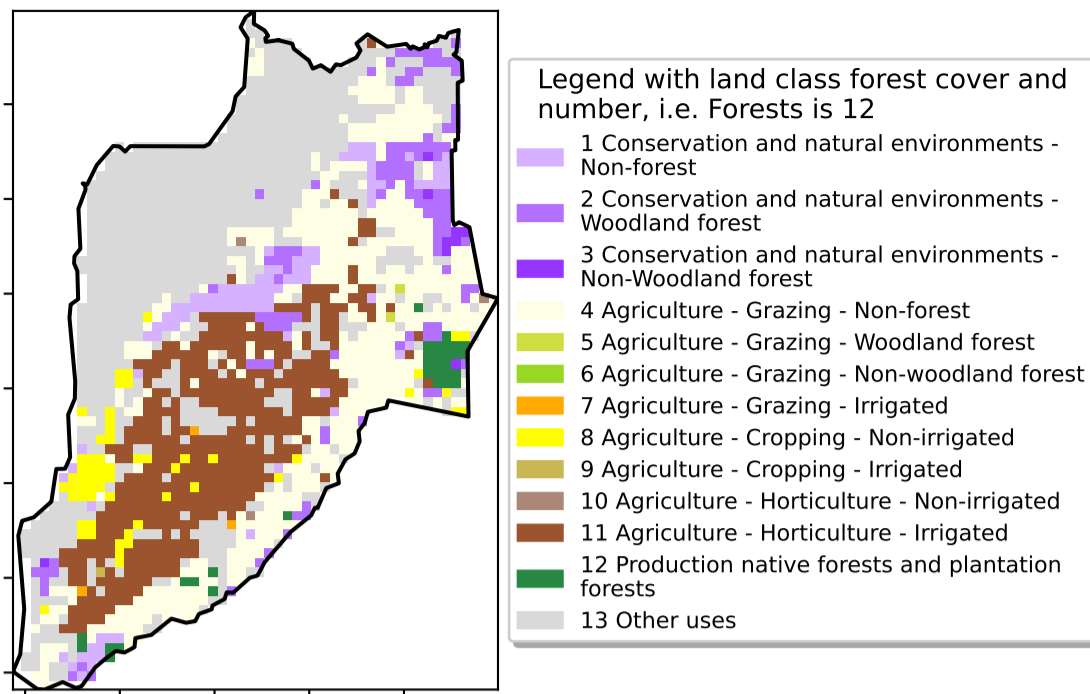 Legend with land class forest cover and
number, i.e. Forests is 12
1 Conservation and natural environments -
Non-forest
2 Conservation and natural environments -
Woodland forest
3 Conservation and natural environments -
Non-Woodland forest
4 Agriculture - Grazing - Non-forest
5 Agriculture - Grazing - Woodland forest
6 Agriculture - Grazing - Non-woodland forest
7 Agriculture - Grazing - Irrigated
8 Agriculture - Cropping - Non-irrigated
9 Agriculture - Cropping - Irrigated
10 Agriculture - Horticulture - Non-irrigated
11 Agriculture - Horticulture - Irrigated
12 Production native forests and plantation
forests
13 Other uses